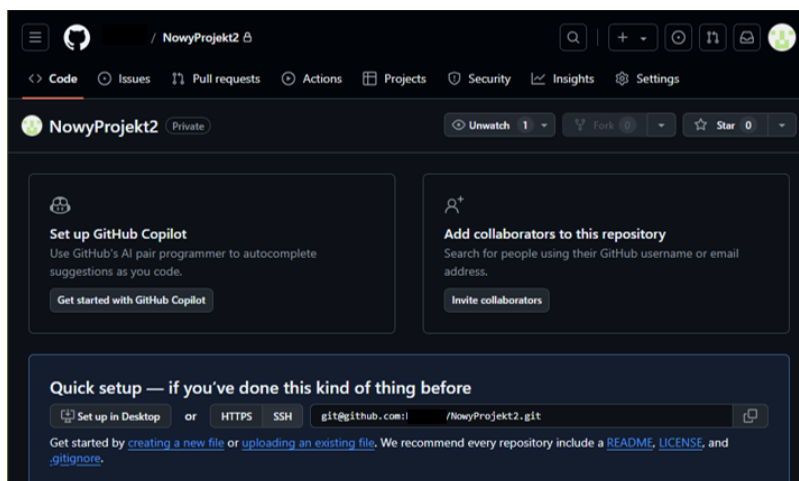 / NowyProjekt2
Code Issues Pull requests Actions Projects Security Insights Settings
NowyProjekt2 Private Unwatch 1 Fork 0 Star 0
Set up GitHub Copilot
Use GitHub's AI pair programmer to autocomplete
suggestions as you code.
Get started with GitHub Copilot
Add collaborators to this repository
Search for people using their GitHub username or email
address.
Invite collaborators
Quick setup — if you've done this kind of thing before
Set up in Desktop or HTTPS SSH git@github.com: /NowyProjekt2.git
Get started by creating a new file or uploading an existing file. We recommend every repository include a README, LICENSE, and
.gitignore.